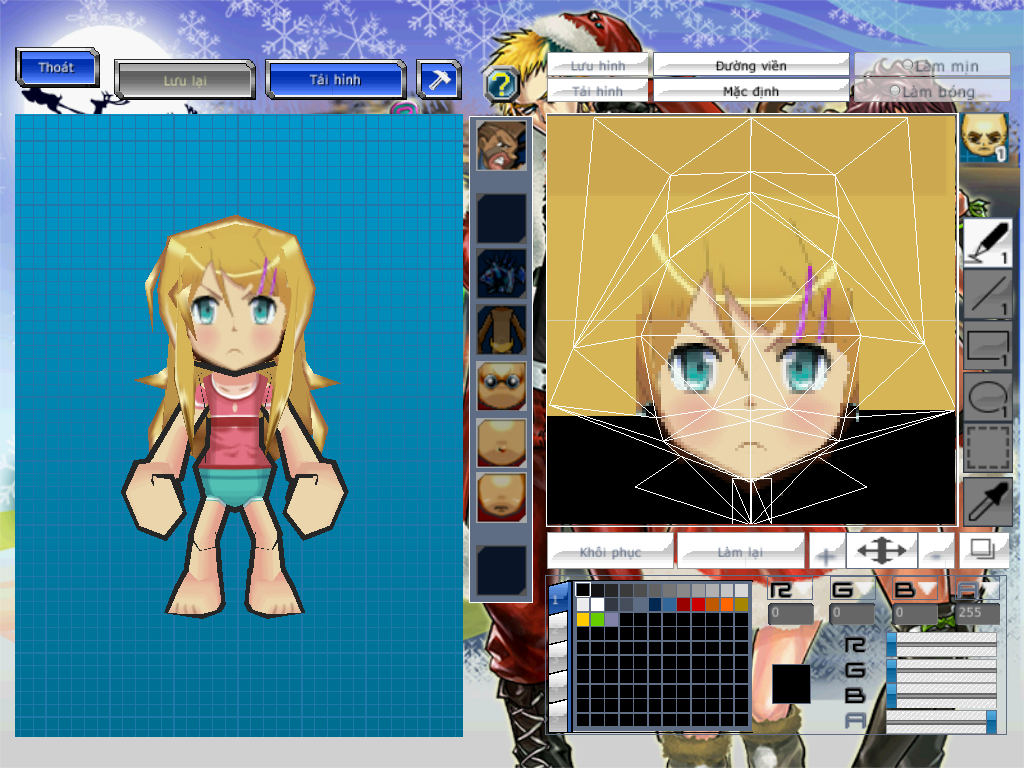 Thoát
Lưu lại
Tải hình
?
Lưu hình
Đường viền
Làm mịn
Tải hình
Mặc định
Làm bóng
1
1
1
1
1
Khôi phục
Làm lại
+
-
1
R
G
B
A
0
0
0
255
R
G
B
A